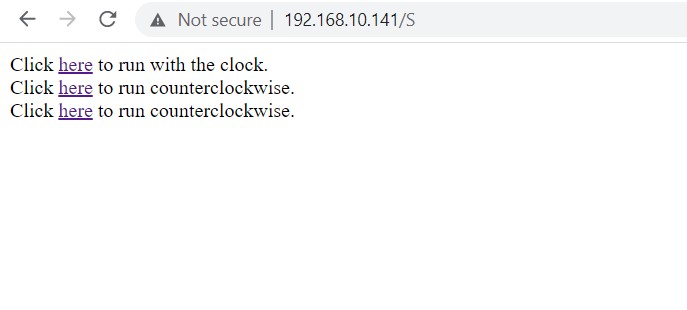 Not secure | 192.168.10.141/S
Click here to run with the clock.
Click here to run counterclockwise.
Click here to run counterclockwise.